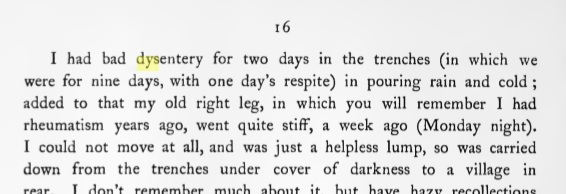 16
I had bad dysentery for two days in the trenches (in which we
were for nine days, with one day's respite) in pouring rain and cold ;
added to that my old right leg, in which you will remember I had
rheumatism years ago, went quite stiff, a week ago (Monday night).
I could not move at all, and was just a helpless lump, so was carried
down from the trenches under cover of darkness to a village in
rear. I don't remember much about it, but have hazy recollections